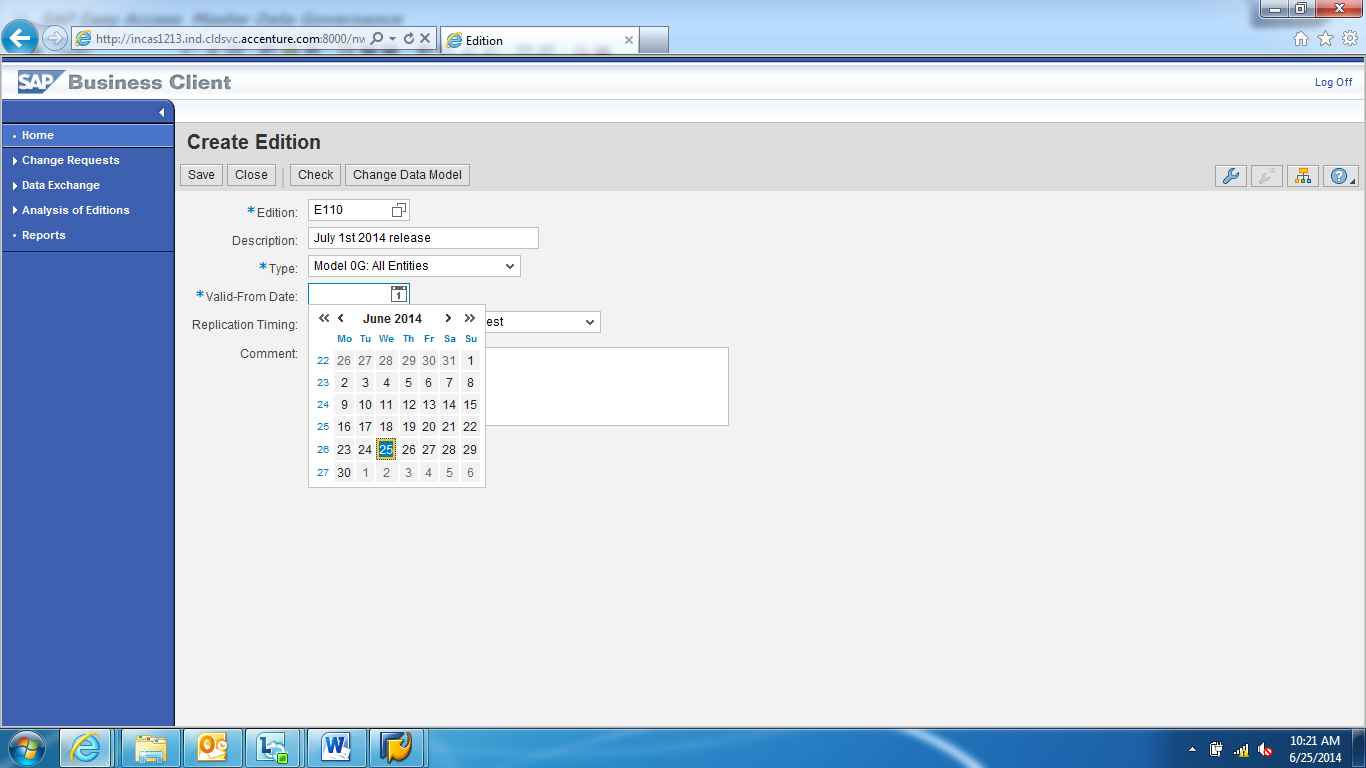 SAP Easy Access Master Data Governance
http://incas1213.ind.cldsvc.accenture.com:8000/nw
Edition
SAP Business Client
Log Off
Home
Change Requests
Data Exchange
Analysis of Editions
Reports
Create Edition
Save Close Check Change Data Model
* Edition: E110
Description: July 1st 2014 release
* Type: Model 0G: All Entities
* Valid-From Date: 1
Replication Timing: est
Comment:
June 2014
Mo Tu We Th Fr Sa Su
22 26 27 28 29 30 31 1
23 2 3 4 5 6 7 8
24 9 10 11 12 13 14 15
25 16 17 18 19 20 21 22
26 23 24 25 26 27 28 29
27 30 1 2 3 4 5 6
10:21 AM
6/25/2014